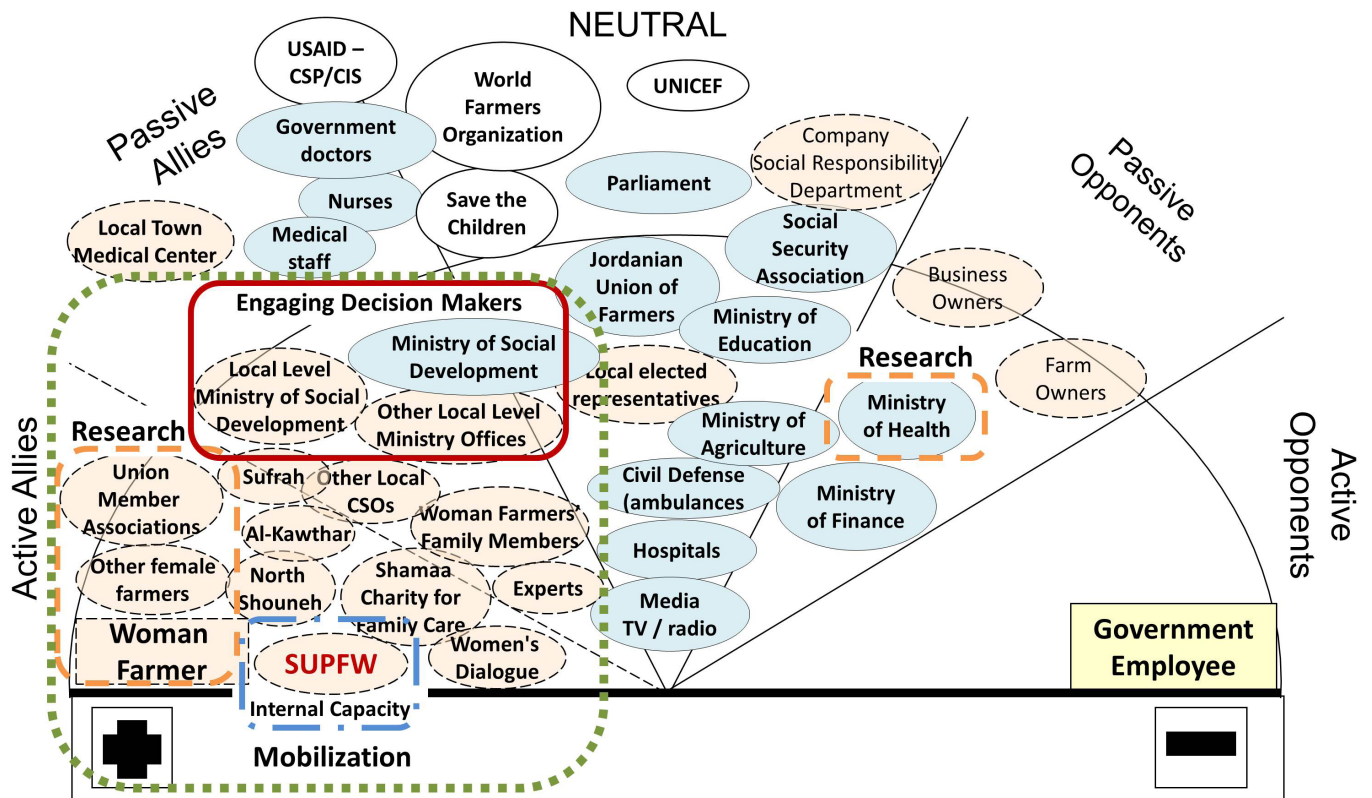 NEUTRAL
USAID –
CSP/CIS
World
Farmers
Organization
UNICEF
Passive
Allies
Government
doctors
Nurses
Save the
Children
Parliament
Company
Social Responsibility
Department
Passive
Opponents
Local Town
Medical Center
Medical
staff
Social
Security
Association
Jordanian
Union of
Farmers
Business
Owners
Engaging Decision Makers
Ministry of
Education
Ministry of Social
Development
Research
Local Level
Ministry of Social
Development
Local elected
representatives
Farm
Owners
Other Local Level
Ministry Offices
Ministry of
Agriculture
Ministry
of Health
Active Allies
Research
Union
Member
Associations
Sufrah
Other Local
CSOs
Civil Defense
(ambulances
Ministry
of Finance
Active
Opponents
Al-Kawthar
Woman Farmers'
Family Members
Hospitals
Other female
farmers
North
Shouneh
Shamaa
Charity for
Family Care
Experts
Media
TV / radio
Woman
Farmer
SUPFW
Women's
Dialogue
Government
Employee
Internal Capacity
Mobilization